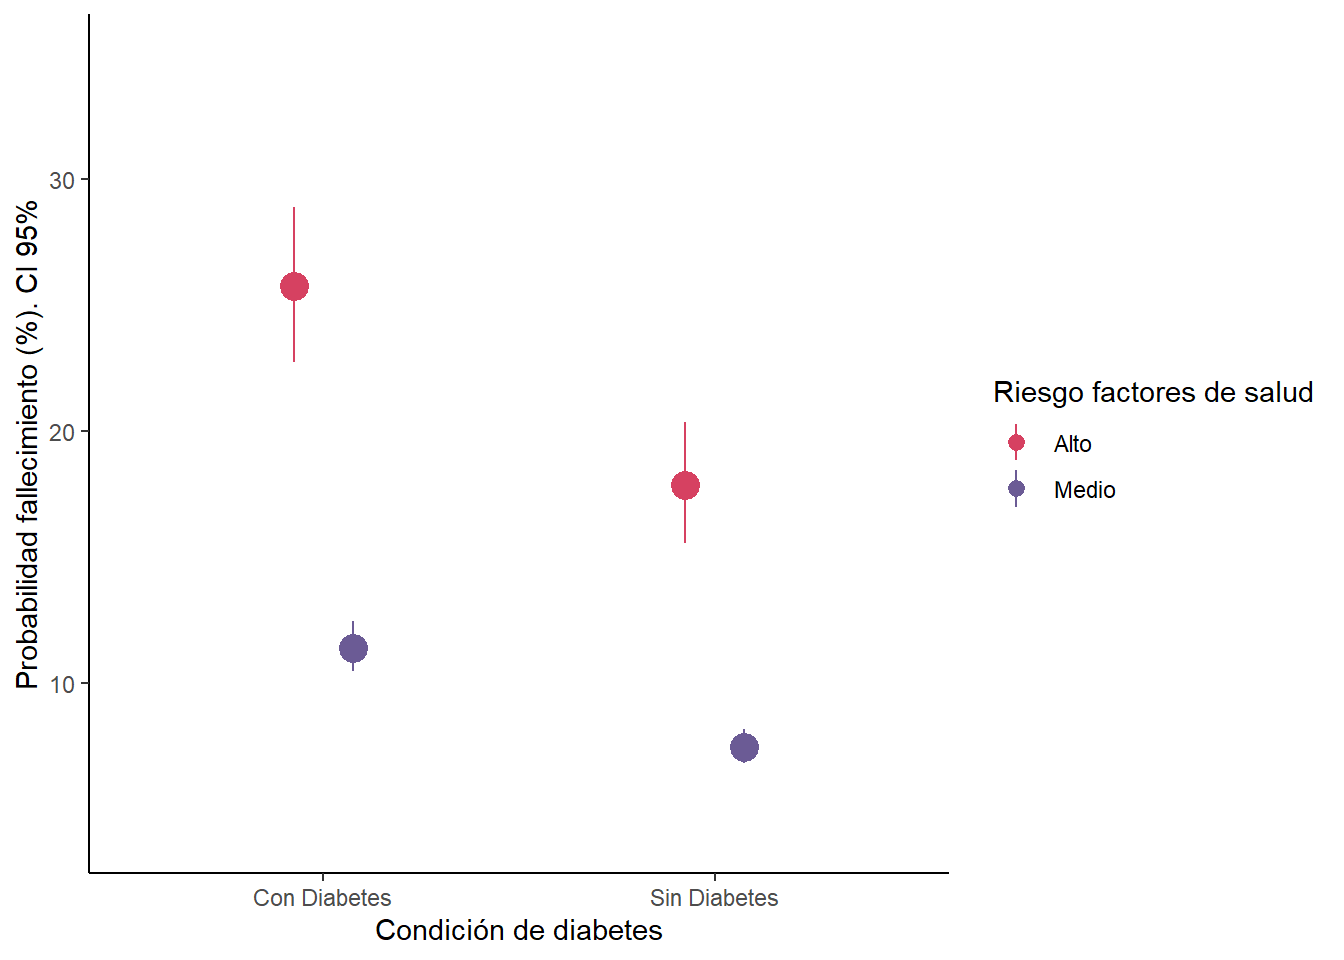 Probabilidad fallecimiento (%). CI 95%
30
20
10
Con Diabetes
Sin Diabetes
Condición de diabetes
Riesgo factores de salud
Alto
Medio